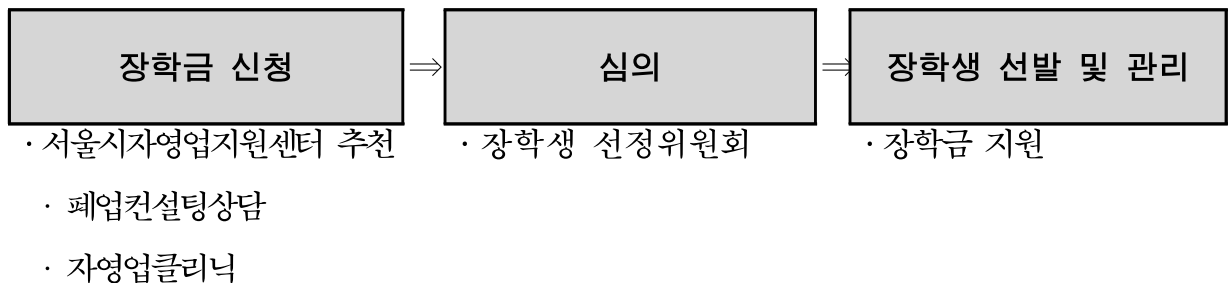 장학금 신청 ⇒ 심의 ⇒ 장학생 선발 및 관리
· 서울시자영업지원센터 추천 · 장학생 선정위원회 · 장학금 지원
· 폐업컨설팅상담
· 자영업클리닉